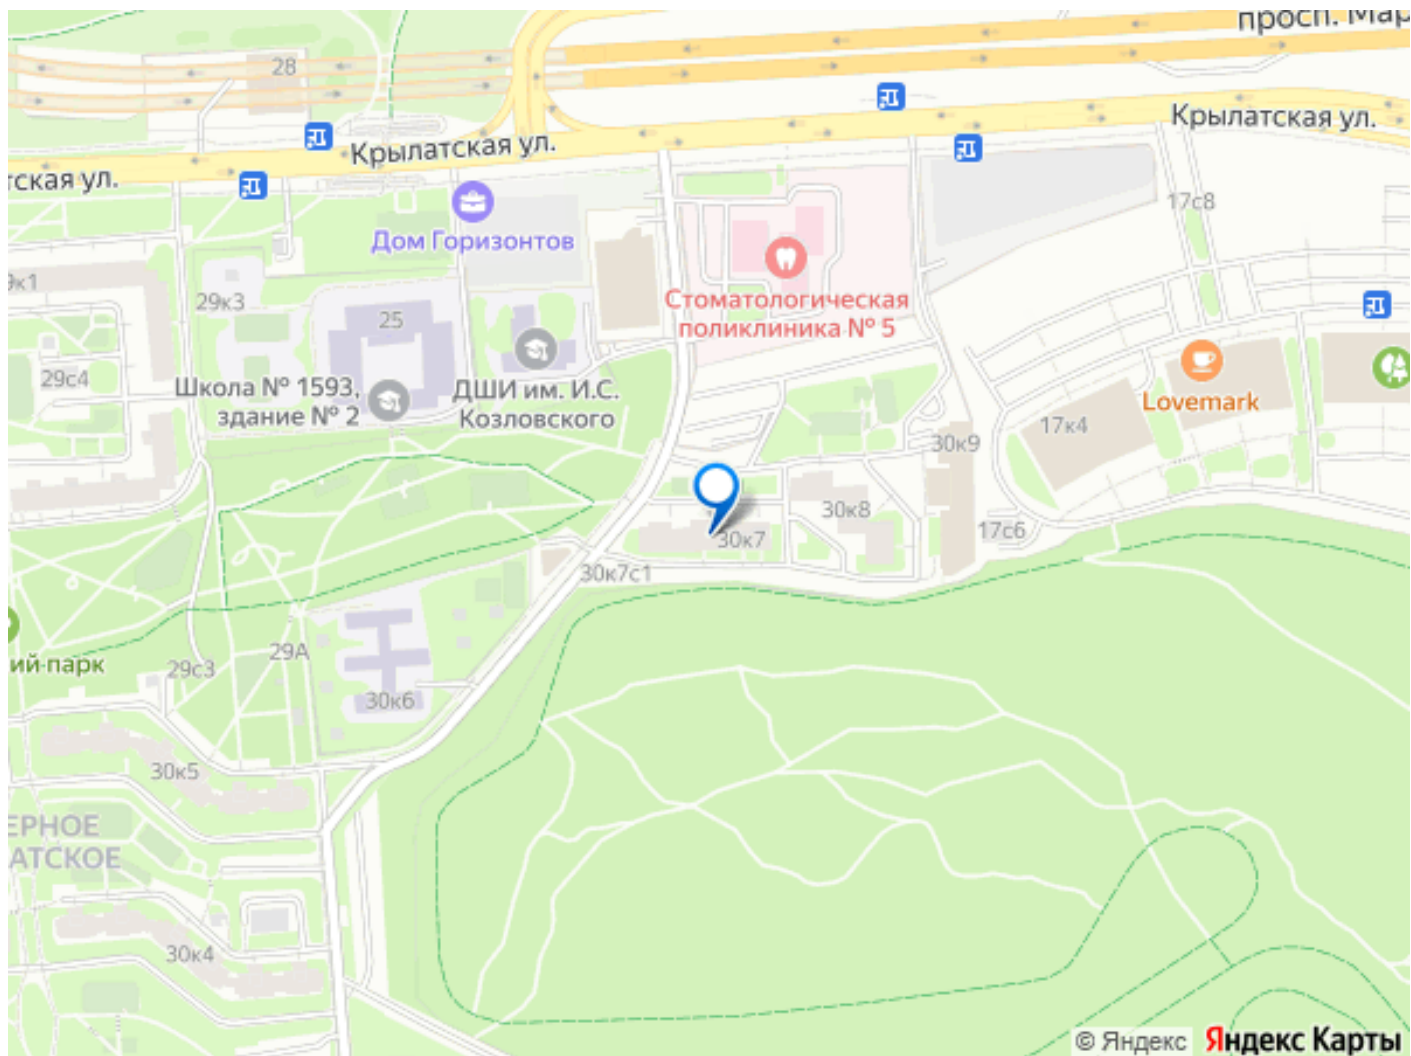 просп. Мар
28
Крылатская ул.
Крылатская ул.
тская ул.
17с8
Дом Горизонтов
9к1
29к3
25
Стоматологическая
поликлиника № 5
29с4
Школа № 1593,
здание № 2
ДШИ им. И.С.
Козловского
Lovemark
17к4
30к9
30к8
17с6
30к7
30к7с1
29А
ий парк
29с3
30к6
30к5
ЕРНОЕ
АТСКОЕ
30к4
© Яндекс Яндекс Карты